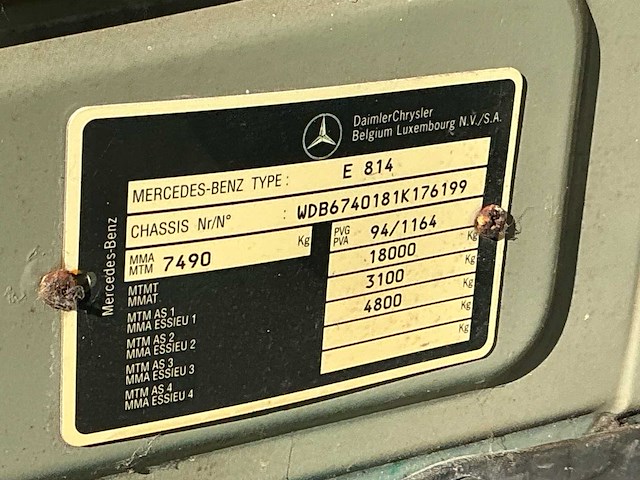 DaimlerChrysler
Belgium Luxembourg N.V./S.A.
MERCEDES-BENZ TYPE: E 814
CHASSIS Nr/N° : WDB6740181K176199
MMA
MTM 7490 Kg
PVG
PVA 94/1164
MTMT
MMAT 18000 Kg
MTM AS 1
MMA ESSIEU 1 3100 Kg
MTM AS 2
MMA ESSIEU 2 4800 Kg
MTM AS 3
MMA ESSIEU 3 Kg
MTM AS 4
MMA ESSIEU 4 Kg
Mercedes-Benz